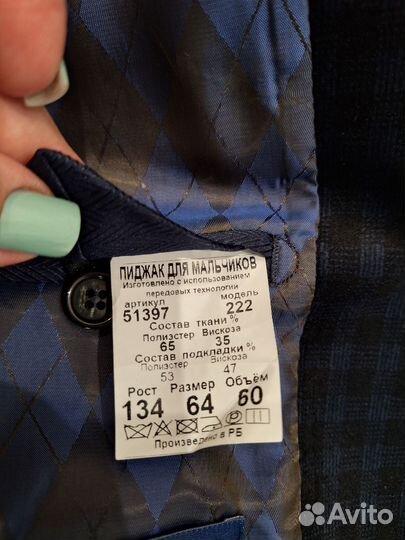 ПИДЖАК ДЛЯ МАЛЬЧИКОВ
Изготовлено с использованием
передовых технологии
артикул модель
51397 222
Состав ткани %
Полиэстер Вискоза
65 35
Состав подкладки %
Полиэстер Вискоза
53 47
Рост Размер Объём
134 64 60
Произведено в РБ
Avito